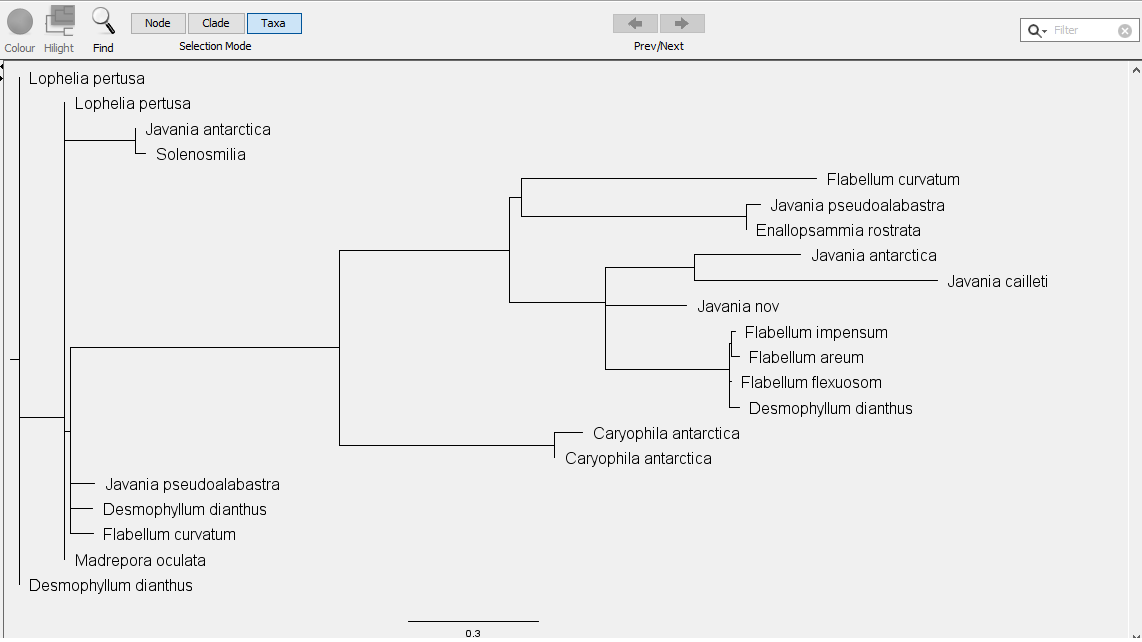 Node Clade Taxa
Colour Hilight Find Selection Mode Prev/Next Filter
Lophelia pertusa
Lophelia pertusa
Javania antarctica
Solenosmilia
Flabellum curvatum
Javania pseudoalabastra
Enallopsammia rostrata
Javania antarctica
Javania cailleti
Javania nov
Flabellum impensum
Flabellum areum
Flabellum flexuosom
Desmophyllum dianthus
Caryophila antarctica
Caryophila antarctica
Javania pseudoalabastra
Desmophyllum dianthus
Flabellum curvatum
Madrepora oculata
Desmophyllum dianthus
0.3